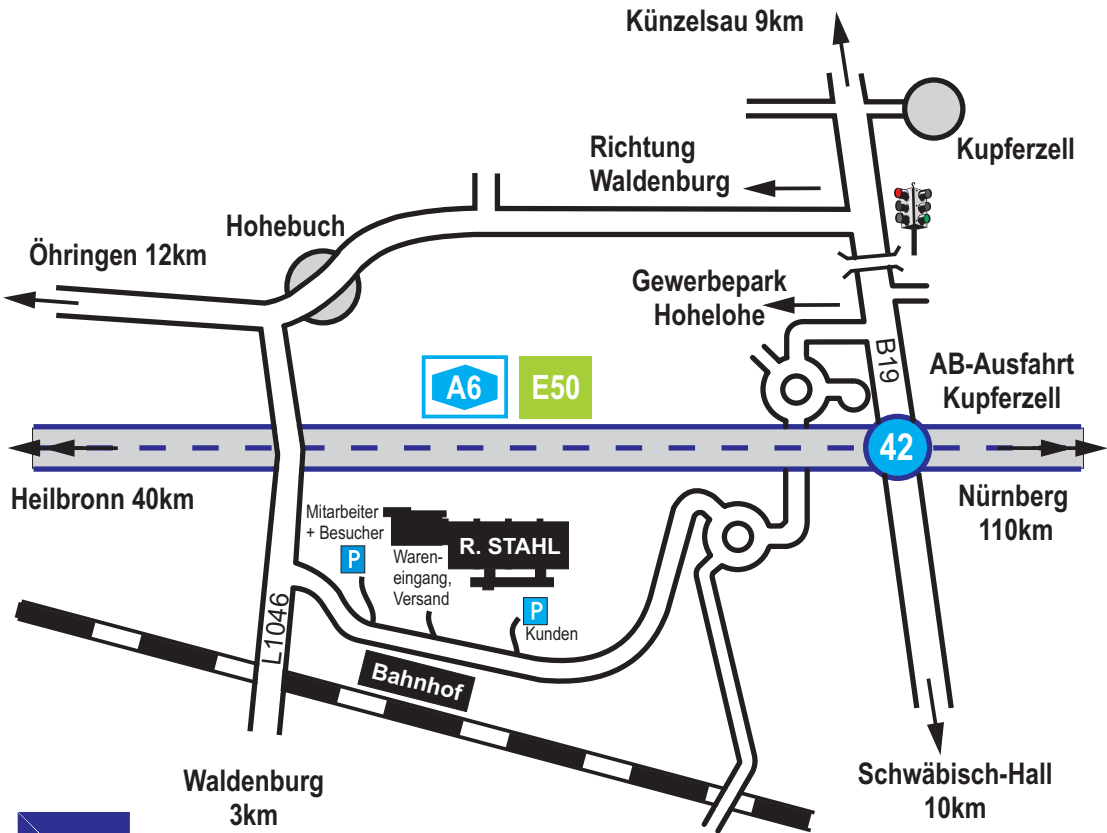 Künzelsau 9km
Kupferzell
Richtung
Waldenburg
Hohebuch
Öhringen 12km
Gewerbepark
Hohelohe
B19
AB-Ausfahrt
Kupferzell
A6
E50
42
Heilbronn 40km
Nürnberg
110km
Mitarbeiter
+ Besucher
P
Waren-
eingang,
Versand
R. STAHL
P
Kunden
L1046
Bahnhof
Waldenburg
3km
Schwäbisch-Hall
10km